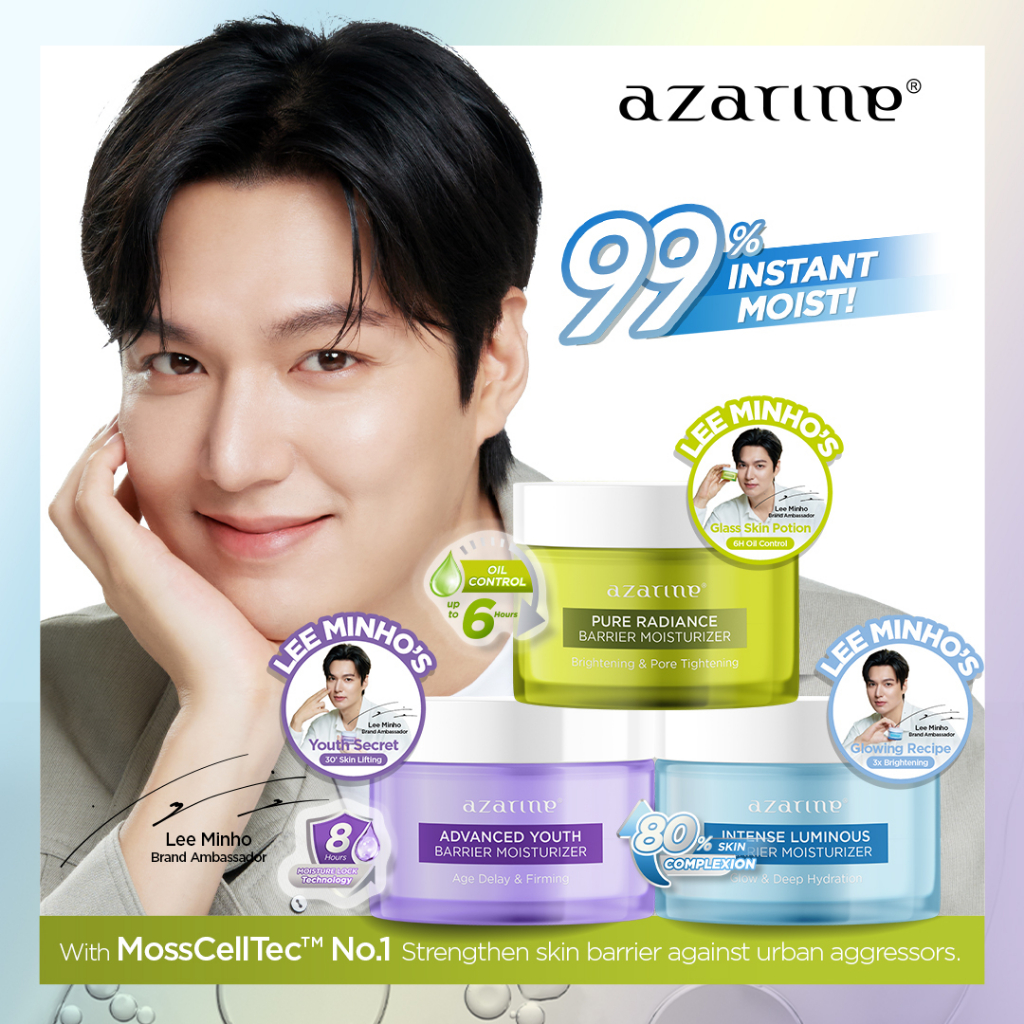 azarine®
99%
INSTANT
MOIST!
LEE MINHO'S
Lee Minho
Brand Ambassador
Glass Skin Potion
6H Oil Control
OIL
CONTROL
up
to 6 Hours
azarine®
PURE RADIANCE
BARRIER MOISTURIZER
Brightening & Pore Tightening
LEE MINHO'S
Lee Minho
Brand Ambassador
Youth Secret
30' Skin Lifting
LEE MINHO'S
Lee Minho
Brand Ambassador
Glowing Recipe
3x Brightening
Lee Minho
Brand Ambassador
8
Hours
MOISTURE LOCK
Technology
azarine®
ADVANCED YOUTH
BARRIER MOISTURIZER
Age Delay & Firming
80% SKIN
COMPLEXION
azarine®
INTENSE LUMINOUS
RRIER MOISTURIZER
Glow & Deep Hydration
With MossCellTec™ No.1 Strengthen skin barrier against urban aggressors.